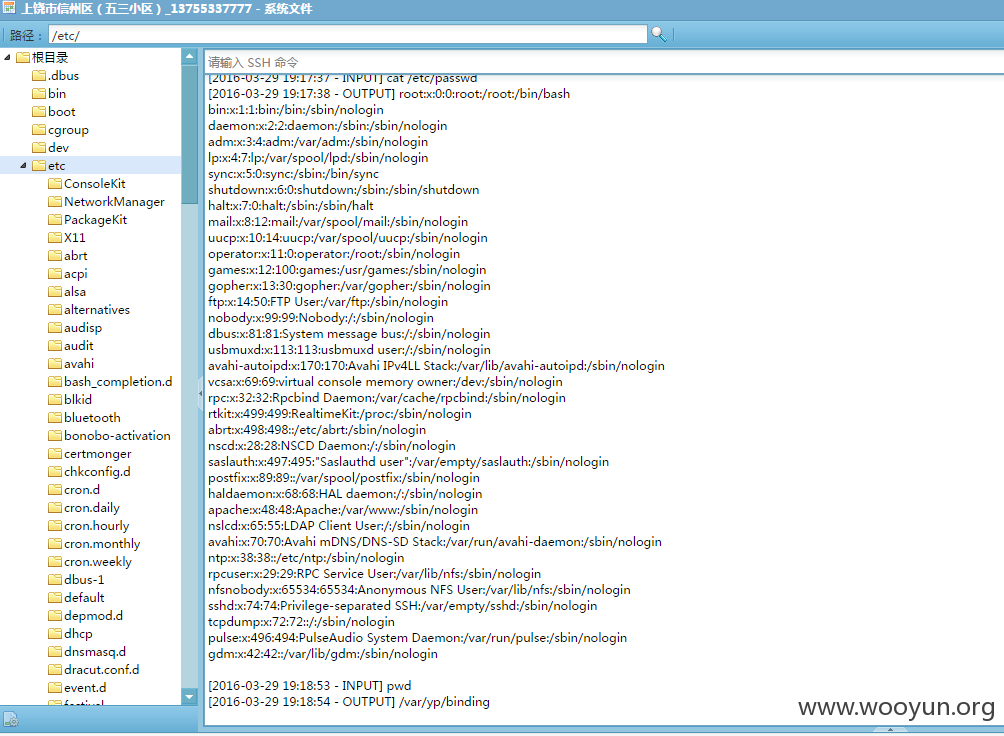 上饶市信州区（五三小区）_13755337777 - 系统文件
路径： /etc/
根目录
.dbus
bin
boot
cgroup
dev
etc
ConsoleKit
NetworkManager
PackageKit
X11
abrt
acpi
alsa
alternatives
audisp
audit
avahi
bash_completion.d
blkid
bluetooth
bonobo-activation
certmonger
chkconfig.d
cron.d
cron.daily
cron.hourly
cron.monthly
cron.weekly
dbus-1
default
depmod.d
dhcp
dnsmasq.d
dracut.conf.d
event.d
festival
请输入 SSH 命令
[2016-03-29 19:17:37 - INPUT] cat /etc/passwd
[2016-03-29 19:17:38 - OUTPUT] root:x:0:0:root:/root:/bin/bash
bin:x:1:1:bin:/bin:/sbin/nologin
daemon:x:2:2:daemon:/sbin:/sbin/nologin
adm:x:3:4:adm:/var/adm:/sbin/nologin
lp:x:4:7:lp:/var/spool/lpd:/sbin/nologin
sync:x:5:0:sync:/sbin:/bin/sync
shutdown:x:6:0:shutdown:/sbin:/sbin/shutdown
halt:x:7:0:halt:/sbin:/sbin/halt
mail:x:8:12:mail:/var/spool/mail:/sbin/nologin
uucp:x:10:14:uucp:/var/spool/uucp:/sbin/nologin
operator:x:11:0:operator:/root:/sbin/nologin
games:x:12:100:games:/usr/games:/sbin/nologin
gopher:x:13:30:gopher:/var/gopher:/sbin/nologin
ftp:x:14:50:FTP User:/var/ftp:/sbin/nologin
nobody:x:99:99:Nobody:/:/sbin/nologin
dbus:x:81:81:System message bus:/:/sbin/nologin
usbmuxd:x:113:113:usbmuxd user:/:/sbin/nologin
avahi-autoipd:x:170:170:Avahi IPv4LL Stack:/var/lib/avahi-autoipd:/sbin/nologin
vcsa:x:69:69:virtual console memory owner:/dev:/sbin/nologin
rpc:x:32:32:Rpcbind Daemon:/var/cache/rpcbind:/sbin/nologin
rtkit:x:499:499:RealtimeKit:/proc:/sbin/nologin
abrt:x:498:498::/etc/abrt:/sbin/nologin
nscd:x:28:28:NSCD Daemon:/:/sbin/nologin
saslauth:x:497:495:"Saslauthd user":/var/empty/saslauth:/sbin/nologin
postfix:x:89:89::/var/spool/postfix:/sbin/nologin
haldaemon:x:68:68:HAL daemon:/:/sbin/nologin
apache:x:48:48:Apache:/var/www:/sbin/nologin
nslcd:x:65:55:LDAP Client User:/:/sbin/nologin
avahi:x:70:70:Avahi mDNS/DNS-SD Stack:/var/run/avahi-daemon:/sbin/nologin
ntp:x:38:38::/etc/ntp:/sbin/nologin
rpcuser:x:29:29:RPC Service User:/var/lib/nfs:/sbin/nologin
nfsnobody:x:65534:65534:Anonymous NFS User:/var/lib/nfs:/sbin/nologin
sshd:x:74:74:Privilege-separated SSH:/var/empty/sshd:/sbin/nologin
tcpdump:x:72:72::/:/sbin/nologin
pulse:x:496:494:PulseAudio System Daemon:/var/run/pulse:/sbin/nologin
gdm:x:42:42::/var/lib/gdm:/sbin/nologin
[2016-03-29 19:18:53 - INPUT] pwd
[2016-03-29 19:18:54 - OUTPUT] /var/yp/binding
www.wooyun.org